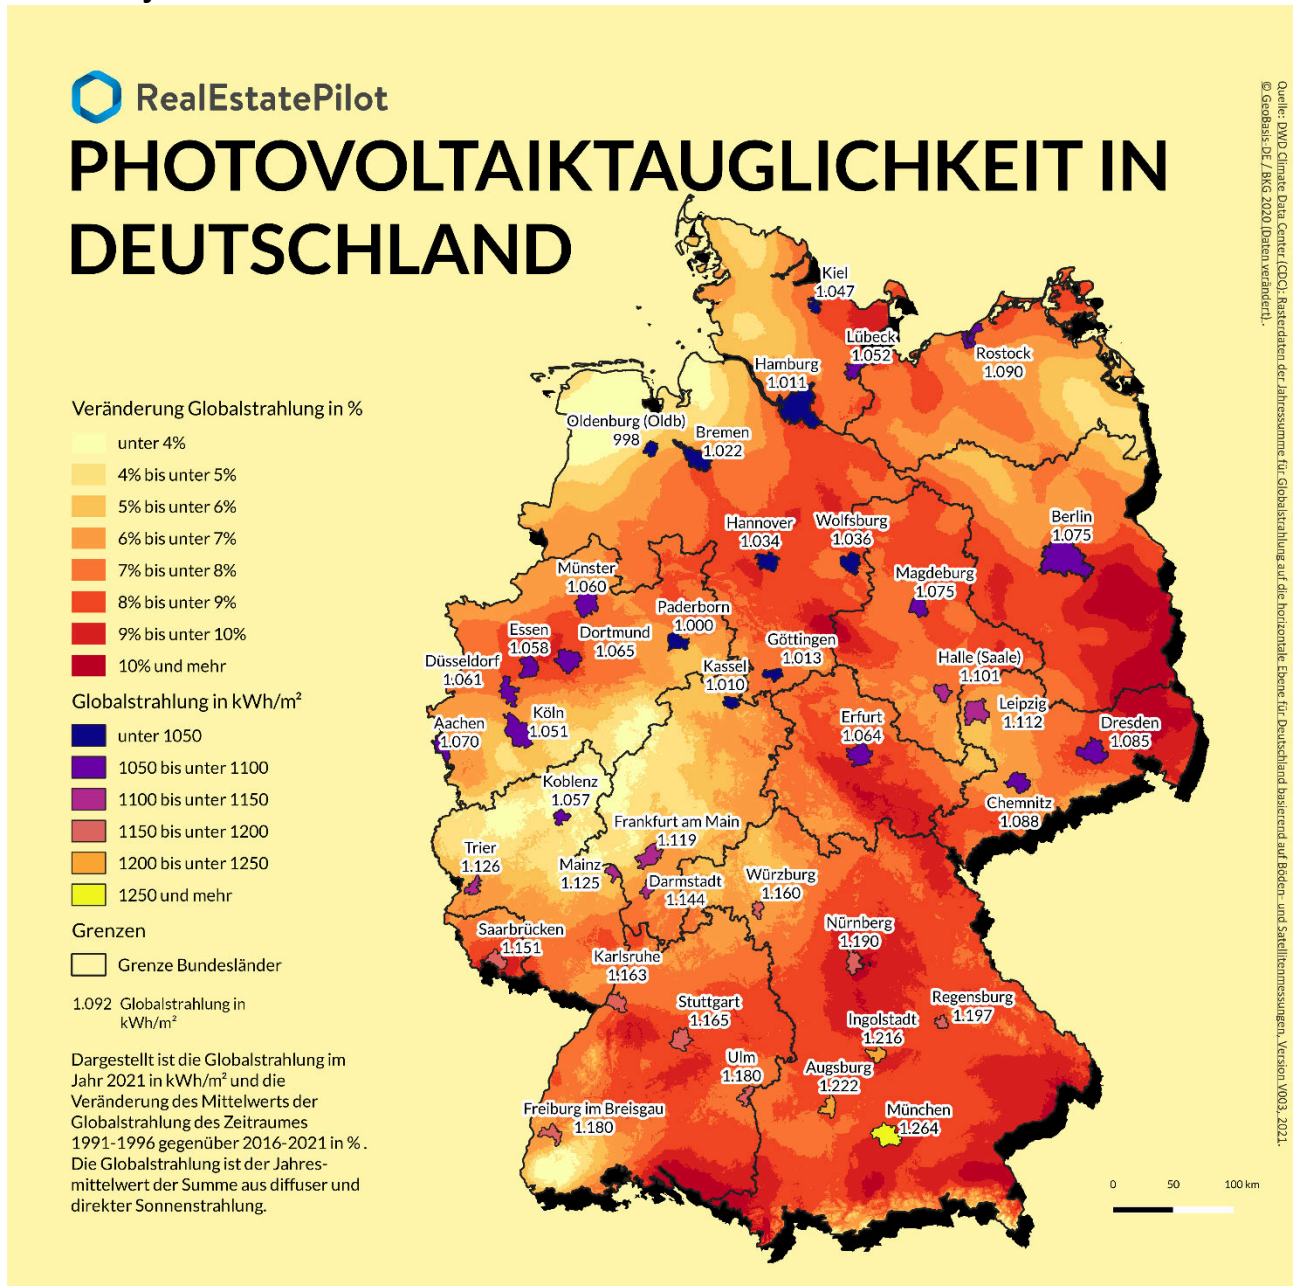 RealEstatePilot
PHOTOVOLTAIKTAUGLICHKEIT IN
DEUTSCHLAND
Veränderung Globalstrahlung in %
unter 4%
4% bis unter 5%
5% bis unter 6%
6% bis unter 7%
7% bis unter 8%
8% bis unter 9%
9% bis unter 10%
10% und mehr
Globalstrahlung in kWh/m²
unter 1050
1050 bis unter 1100
1100 bis unter 1150
1150 bis unter 1200
1200 bis unter 1250
1250 und mehr
Grenzen
Grenze Bundesländer
1.092 Globalstrahlung in
kWh/m²
Dargestellt ist die Globalstrahlung im
Jahr 2021 in kWh/m² und die
Veränderung des Mittelwerts der
Globalstrahlung des Zeitraumes
1991-1996 gegenüber 2016-2021 in % .
Die Globalstrahlung ist der Jahres-
mittelwert der Summe aus diffuser und
direkter Sonnenstrahlung.
Kiel
1.047
Lübeck
1.052
Rostock
1.090
Hamburg
1.011
Oldenburg (Oldb)
998
Bremen
1.022
Hannover
1.034
Wolfsburg
1.036
Berlin
1.075
Münster
1.060
Magdeburg
1.075
Paderborn
1.000
Essen
1.058
Dortmund
1.065
Göttingen
1.013
Düsseldorf
1.061
Kassel
1.010
Halle (Saale)
1.101
Leipzig
1.112
Aachen
1.070
Köln
1.051
Erfurt
1.064
Dresden
1.085
Koblenz
1.057
Chemnitz
1.088
Frankfurt am Main
1.119
Trier
1.126
Mainz
1.125
Darmstadt
1.144
Würzburg
1.160
Saarbrücken
1.151
Nürnberg
1.190
Karlsruhe
1.163
Stuttgart
1.165
Regensburg
1.197
Ingolstadt
1.216
Ulm
1.180
Augsburg
1.222
Freiburg im Breisgau
1.180
München
1.264
0 50 100 km
Quelle: DWD Climate Data Center (CDC): Rasterdaten der Jahressumme für Globalstrahlung auf die horizontale Ebene für Deutschland basierend auf Boden- und Satellitenmessungen, Version V003, 2021.
© GeoBasis-DE / BKG 2020 (Daten verändert).